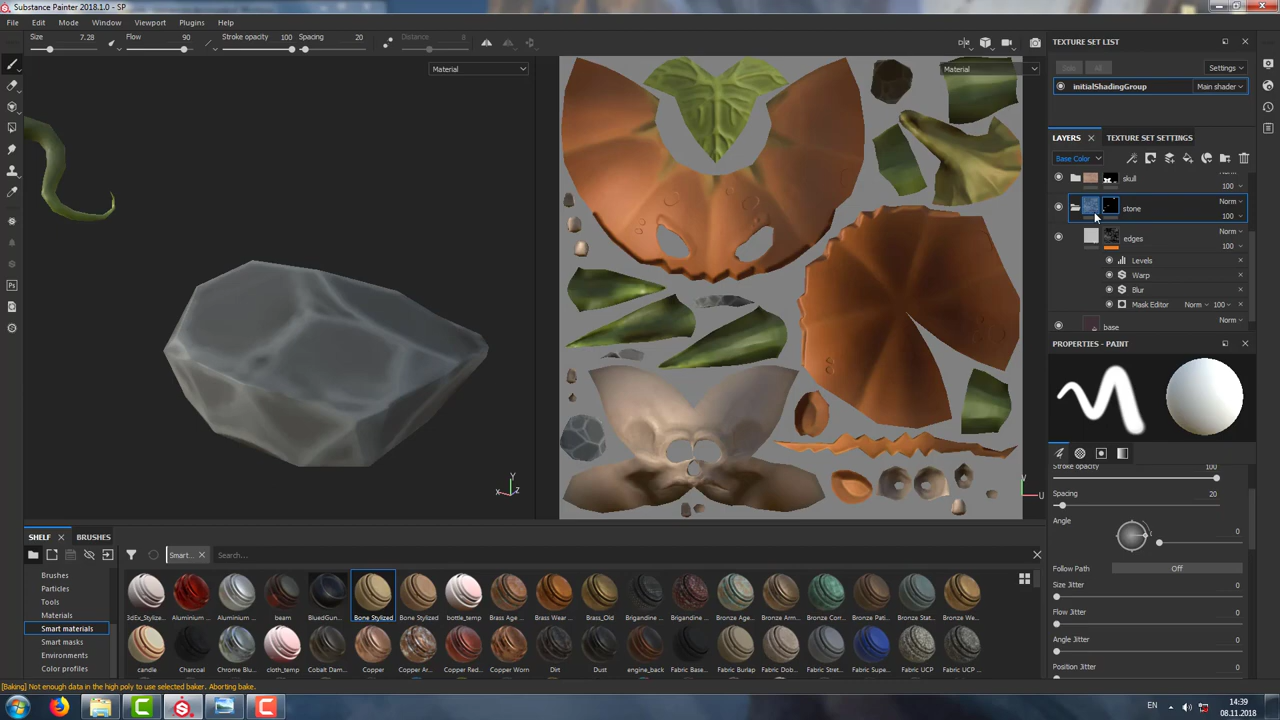 Substance Painter 2018.1.0 - SP
File Edit Mode Window Viewport Plugins Help
Size 7.28 Flow 90 Stroke opacity 100 Spacing 20 Distance 8
Material
Material
TEXTURE SET LIST
Solo All Settings
initialShadingGroup Main shader
LAYERS TEXTURE SET SETTINGS
Base Color
skull Norm 100
stone Norm 100
edges Norm 100
Levels
Warp
Blur
Mask Editor Norm 100
base Norm
PROPERTIES - PAINT
Stroke opacity 100
Spacing 20
Angle 0
Follow Path Off
Size Jitter 0
Flow Jitter 0
Angle Jitter 0
Position Jitter 0
Y
X Z
V
U
SHELF BRUSHES
Smart... Search...
Brushes
Particles
Tools
Materials
Smart materials
Smart masks
Environments
Color profiles
3dEx_Stylize... Aluminium ... Aluminium ... beam BluedGun... Bone Stylized Bone Stylized bottle_temp Brass Age ... Brass Wear ... Brass_Old Brigandine ... Brigandine ... Bronze Age... Bronze Arm... Bronze Corr... Bronze Pati... Bronze Stat... Bronze We...
candle Charcoal Chrome Blu... cloth_temp Cobalt Dam... Copper Copper Ar... Copper Red... Copper Worn Dirt Dust engine_back Fabric Base... Fabric Burlap Fabric Dob... Fabric Stret... Fabric Supe... Fabric UCP Fabric UCP ...
[Baking] Not enough data in the high poly to use selected baker. Aborting bake.
EN 14:39
08.11.2018